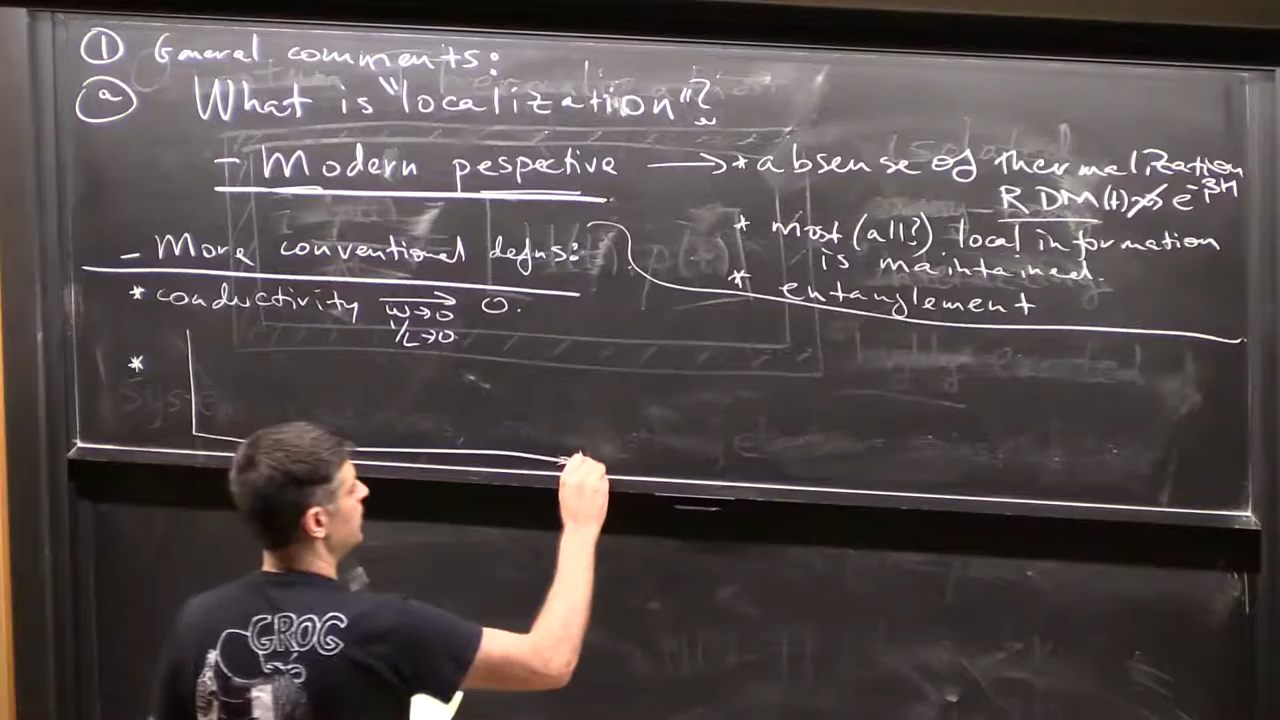 ① General comments:
ⓐ What is "localization"?
- Modern pespective → * absense of thermalization
RDM(t) ≁ e^-βH
* most (all?) local information
is maintained.
* entanglement
- More conventional defns:
* conductivity ω→0 0.
1/L→0
*
GROG